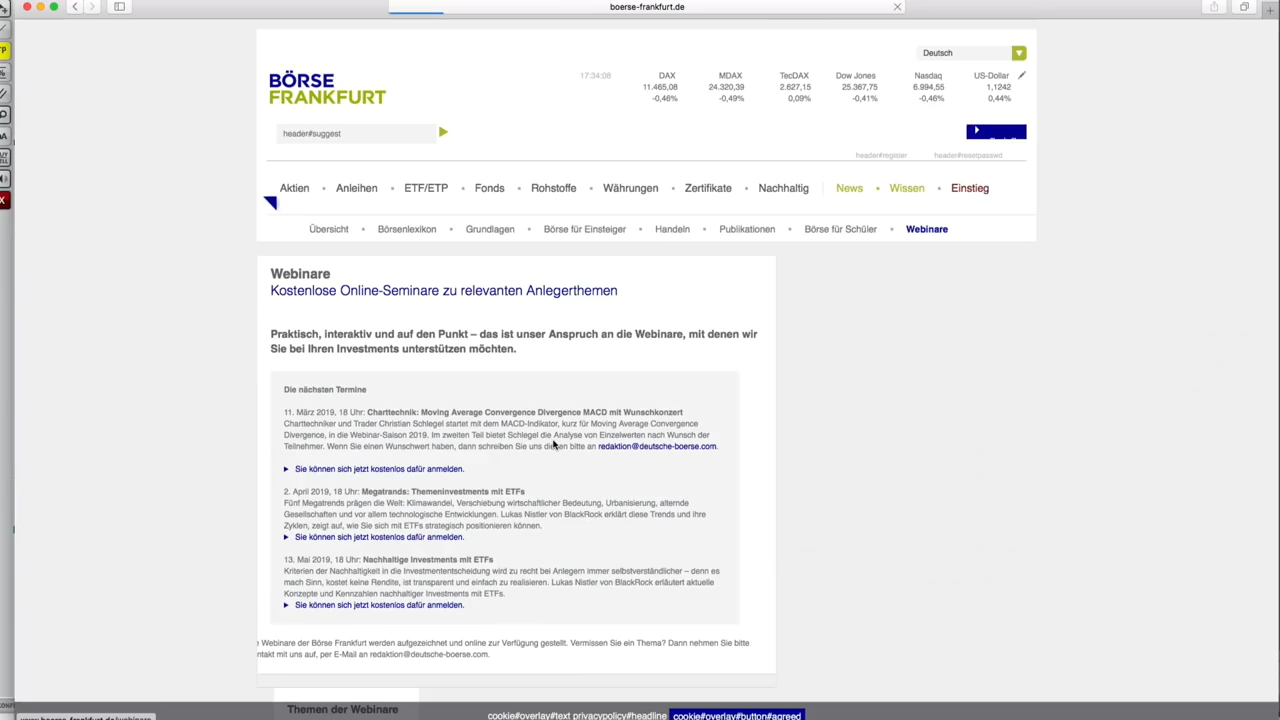 boerse-frankfurt.de
Deutsch
BÖRSE
FRANKFURT
17:34:08
DAX MDAX TecDAX Dow Jones Nasdaq US-Dollar
11.465,08 24.320,39 2.627,15 25.367,75 6.994,55 1,1242
-0,46% -0,49% 0,09% -0,41% -0,46% 0,44%
header#suggest
header#register header#resetpasswd
Aktien Anleihen ETF/ETP Fonds Rohstoffe Währungen Zertifikate Nachhaltig News Wissen Einstieg
Übersicht Börsenlexikon Grundlagen Börse für Einsteiger Handeln Publikationen Börse für Schüler Webinare
Webinare
Kostenlose Online-Seminare zu relevanten Anlegerthemen
Praktisch, interaktiv und auf den Punkt – das ist unser Anspruch an die Webinare, mit denen wir
Sie bei Ihren Investments unterstützen möchten.
Die nächsten Termine
11. März 2019, 18 Uhr: Charttechnik: Moving Average Convergence Divergence MACD mit Wunschkonzert
Charttechniker und Trader Christian Schlegel startet mit dem MACD-Indikator, kurz für Moving Average Convergence
Divergence, in die Webinar-Saison 2019. Im zweiten Teil bietet Schlegel die Analyse von Einzelwerten nach Wunsch der
Teilnehmer. Wenn Sie einen Wunschwert haben, dann schreiben Sie uns diesen bitte an redaktion@deutsche-boerse.com.
Sie können sich jetzt kostenlos dafür anmelden.
2. April 2019, 18 Uhr: Megatrands: Themeninvestments mit ETFs
Fünf Megatrends prägen die Welt: Klimawandel, Verschiebung wirtschaftlicher Bedeutung, Urbanisierung, alternde
Gesellschaften und vor allem technologische Entwicklungen. Lukas Nistler von BlackRock erklärt diese Trends und ihre
Zyklen, zeigt auf, wie Sie sich mit ETFs strategisch positionieren können.
Sie können sich jetzt kostenlos dafür anmelden.
13. Mai 2019, 18 Uhr: Nachhaltige Investments mit ETFs
Kriterien der Nachhaltigkeit in die Investmententscheidung wird zu recht bei Anlegern immer selbstverständlicher – denn es
mach Sinn, kostet keine Rendite, ist transparent und einfach zu realisieren. Lukas Nistler von BlackRock erläutert aktuelle
Konzepte und Kennzahlen nachhaltiger Investments mit ETFs.
Sie können sich jetzt kostenlos dafür anmelden.
Webinare der Börse Frankfurt werden aufgezeichnet und online zur Verfügung gestellt. Vermissen Sie ein Thema? Dann nehmen Sie bitte
ntakt mit uns auf, per E-Mail an redaktion@deutsche-boerse.com.
Themen der Webinare
cookie#overlay#text privacypolicy#headline cookie#overlay#button#agreed
www.boerse-frankfurt.de/webinare